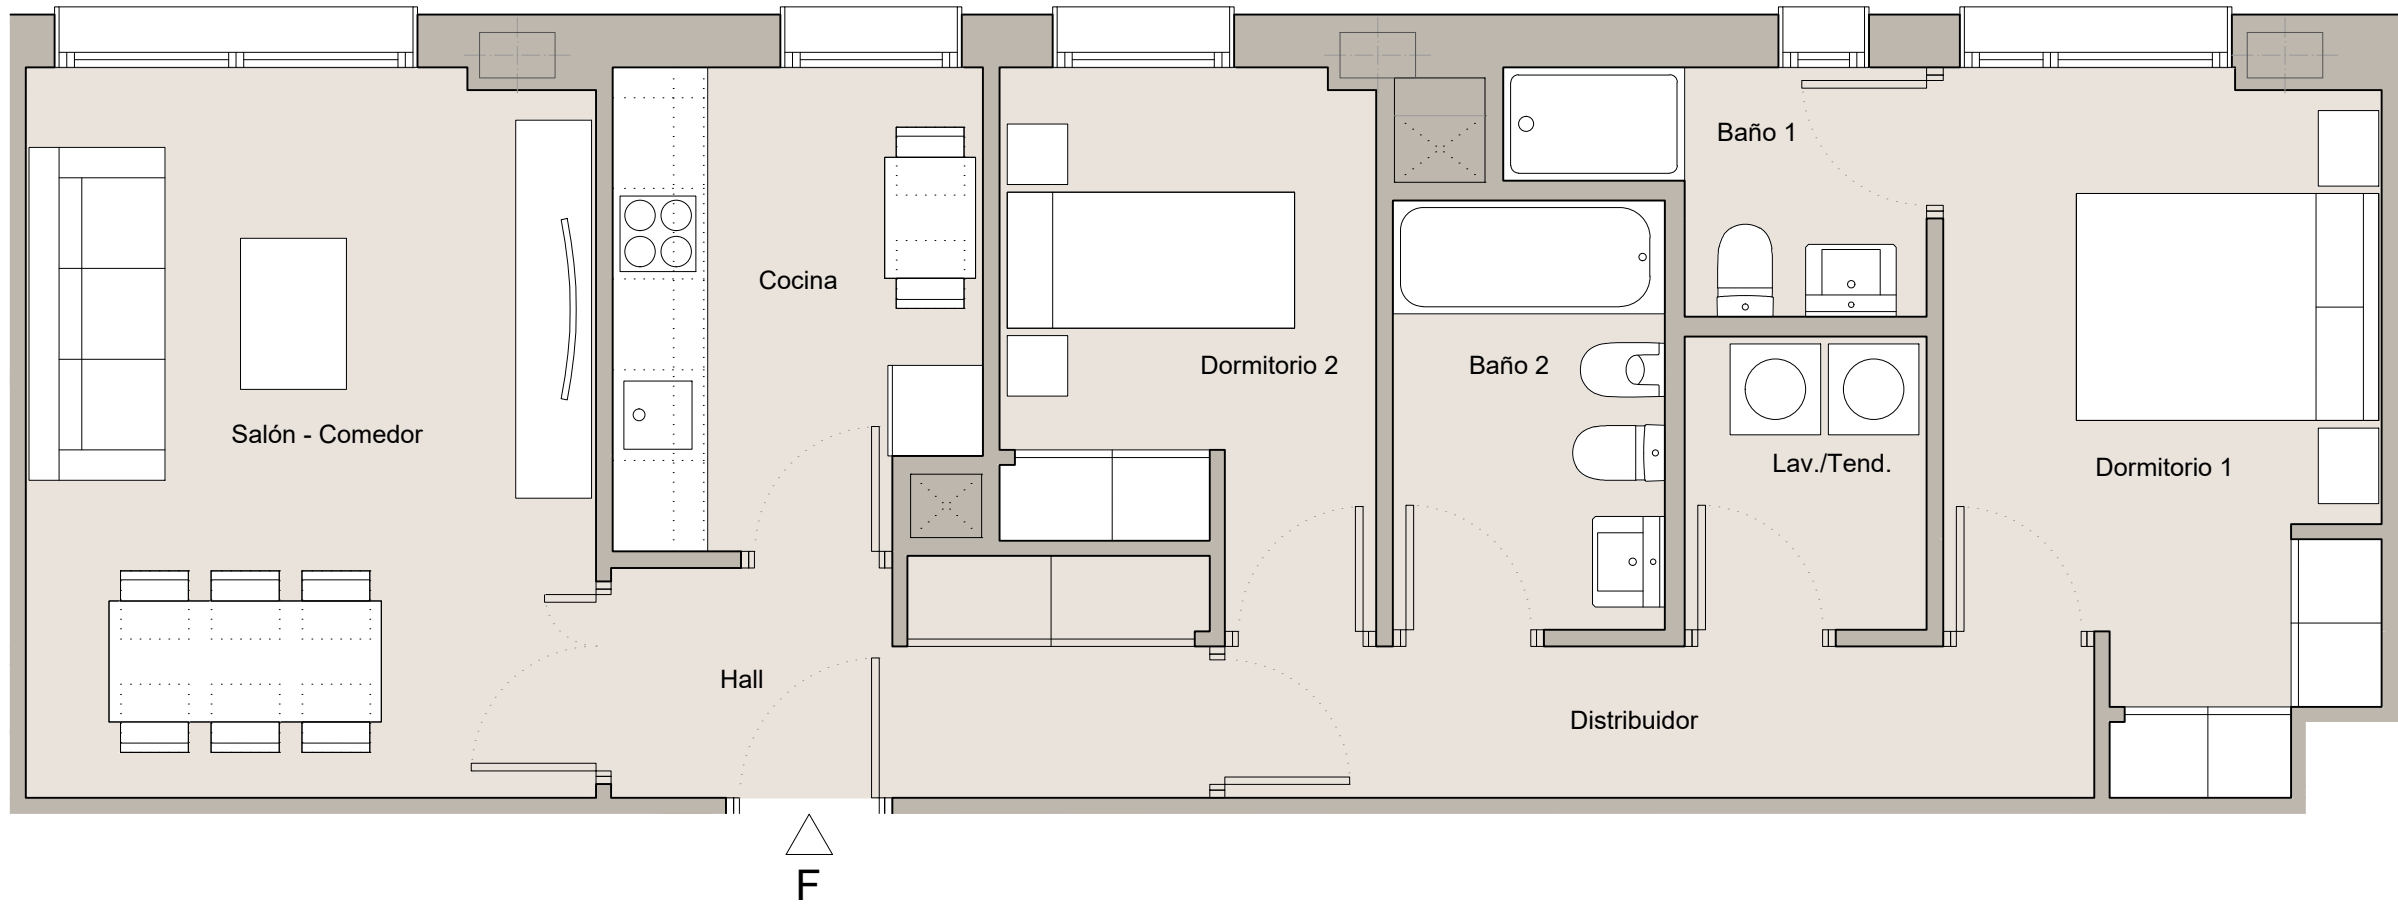 Baño 1
Cocina
Dormitorio 2
Baño 2
Salón - Comedor
Lav./Tend.
Dormitorio 1
Hall
Distribuidor
F